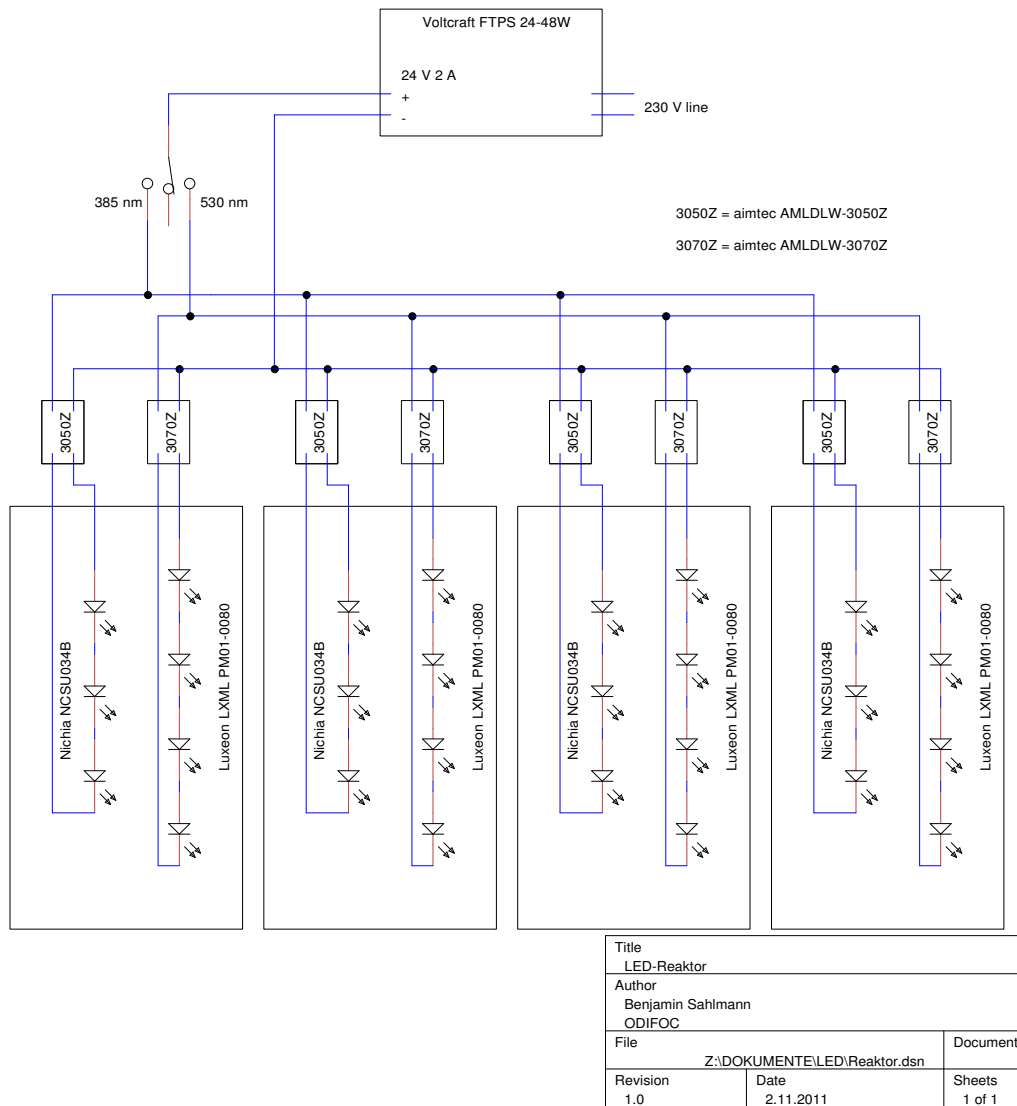 Voltcraft FTPS 24-48W
24 V 2 A
+
-
230 V line
385 nm
530 nm
3050Z = aimtec AMLDLW-3050Z
3070Z = aimtec AMLDLW-3070Z
3050Z
3070Z
3050Z
3070Z
3050Z
3070Z
3050Z
3070Z
Nichia NCSU034B
Luxeon LXML PM01-0080
Nichia NCSU034B
Luxeon LXML PM01-0080
Nichia NCSU034B
Luxeon LXML PM01-0080
Nichia NCSU034B
Luxeon LXML PM01-0080
Title
LED-Reaktor
Author
Benjamin Sahlmann
ODIFOC
File
Z:\DOKUMENTE\LED\Reaktor.dsn
Document
Revision
1.0
Date
2.11.2011
Sheets
1 of 1